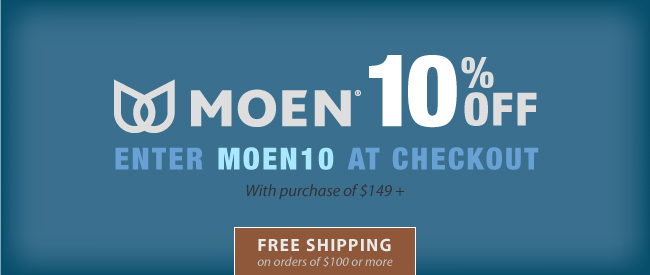 MOEN® 10% OFF
ENTER MOEN10 AT CHECKOUT
With purchase of $149 +
FREE SHIPPING
on orders of $100 or more